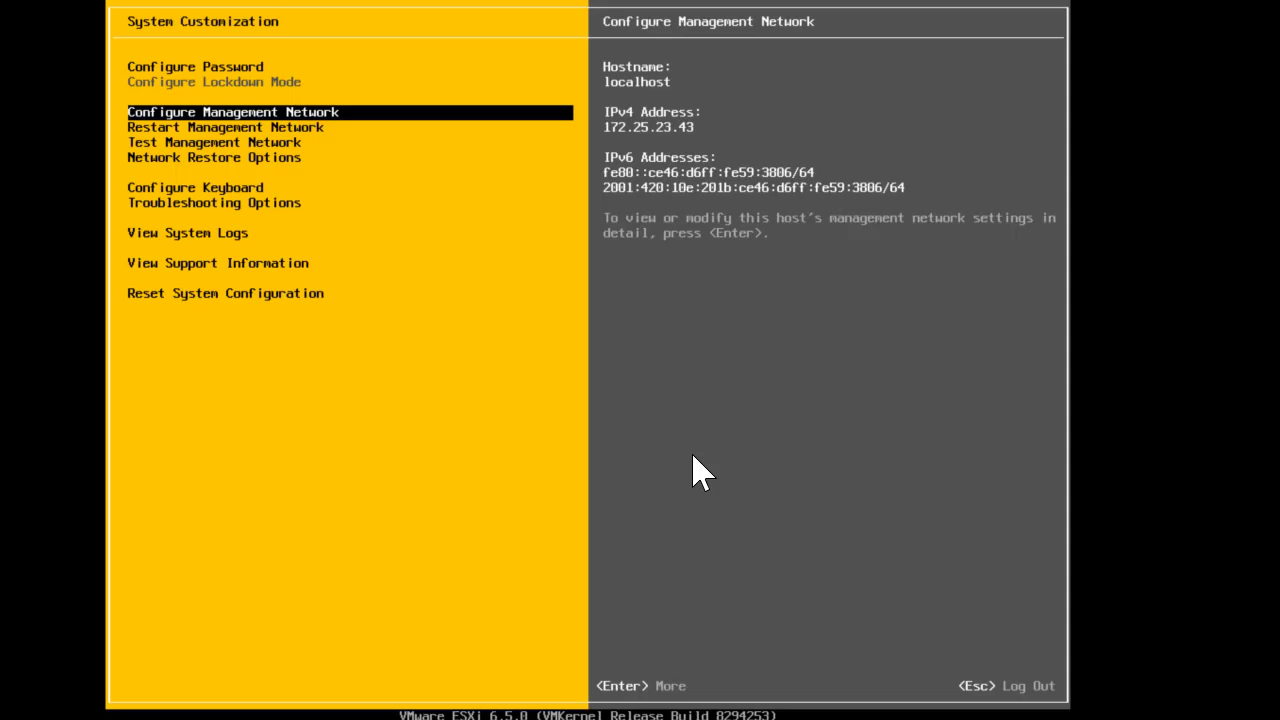 System Customization
Configure Password
Configure Lockdown Mode
Configure Management Network
Restart Management Network
Test Management Network
Network Restore Options
Configure Keyboard
Troubleshooting Options
View System Logs
View Support Information
Reset System Configuration
Configure Management Network
Hostname:
localhost
IPv4 Address:
172.25.23.43
IPv6 Addresses:
fe80::ce46:d6ff:fe59:3806/64
2001:420:10e:201b:ce46:d6ff:fe59:3806/64
To view or modify this host's management network settings in
detail, press <Enter>.
<Enter> More
<Esc> Log Out
VMware ESXi 6.5.0 (VMKernel Release Build 8294253)